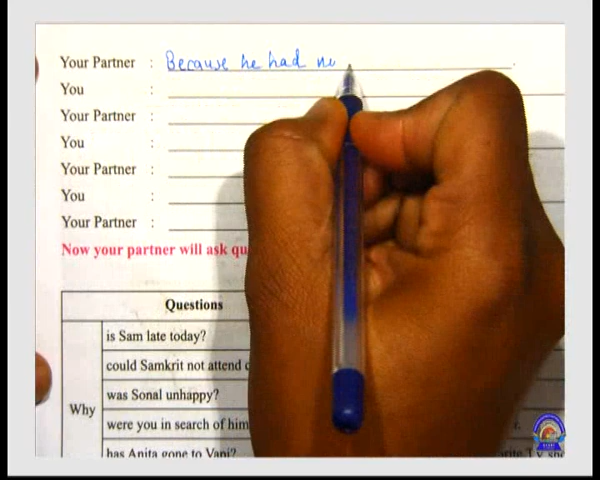 Your Partner : Because he had
You :
Your Partner :
You :
Your Partner :
You :
Your Partner :
Now your partner will ask
Questions
Why
is Sam late today?
could Samkrit not attend
was Sonal unhappy?
were you in search of him
has Anita gone to Vani?